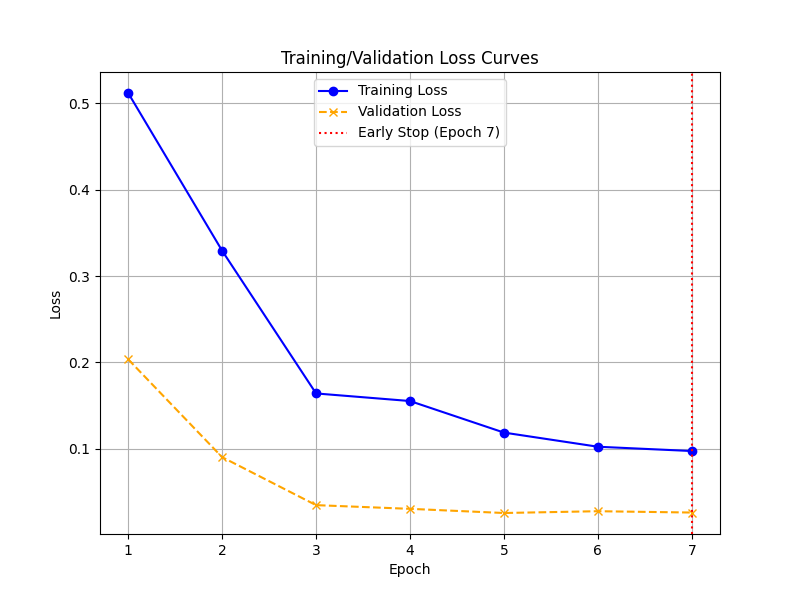 Training/Validation Loss Curves
Training Loss
Validation Loss
Early Stop (Epoch 7)
0.5
0.4
0.3
0.2
0.1
Loss
1 2 3 4 5 6 7
Epoch